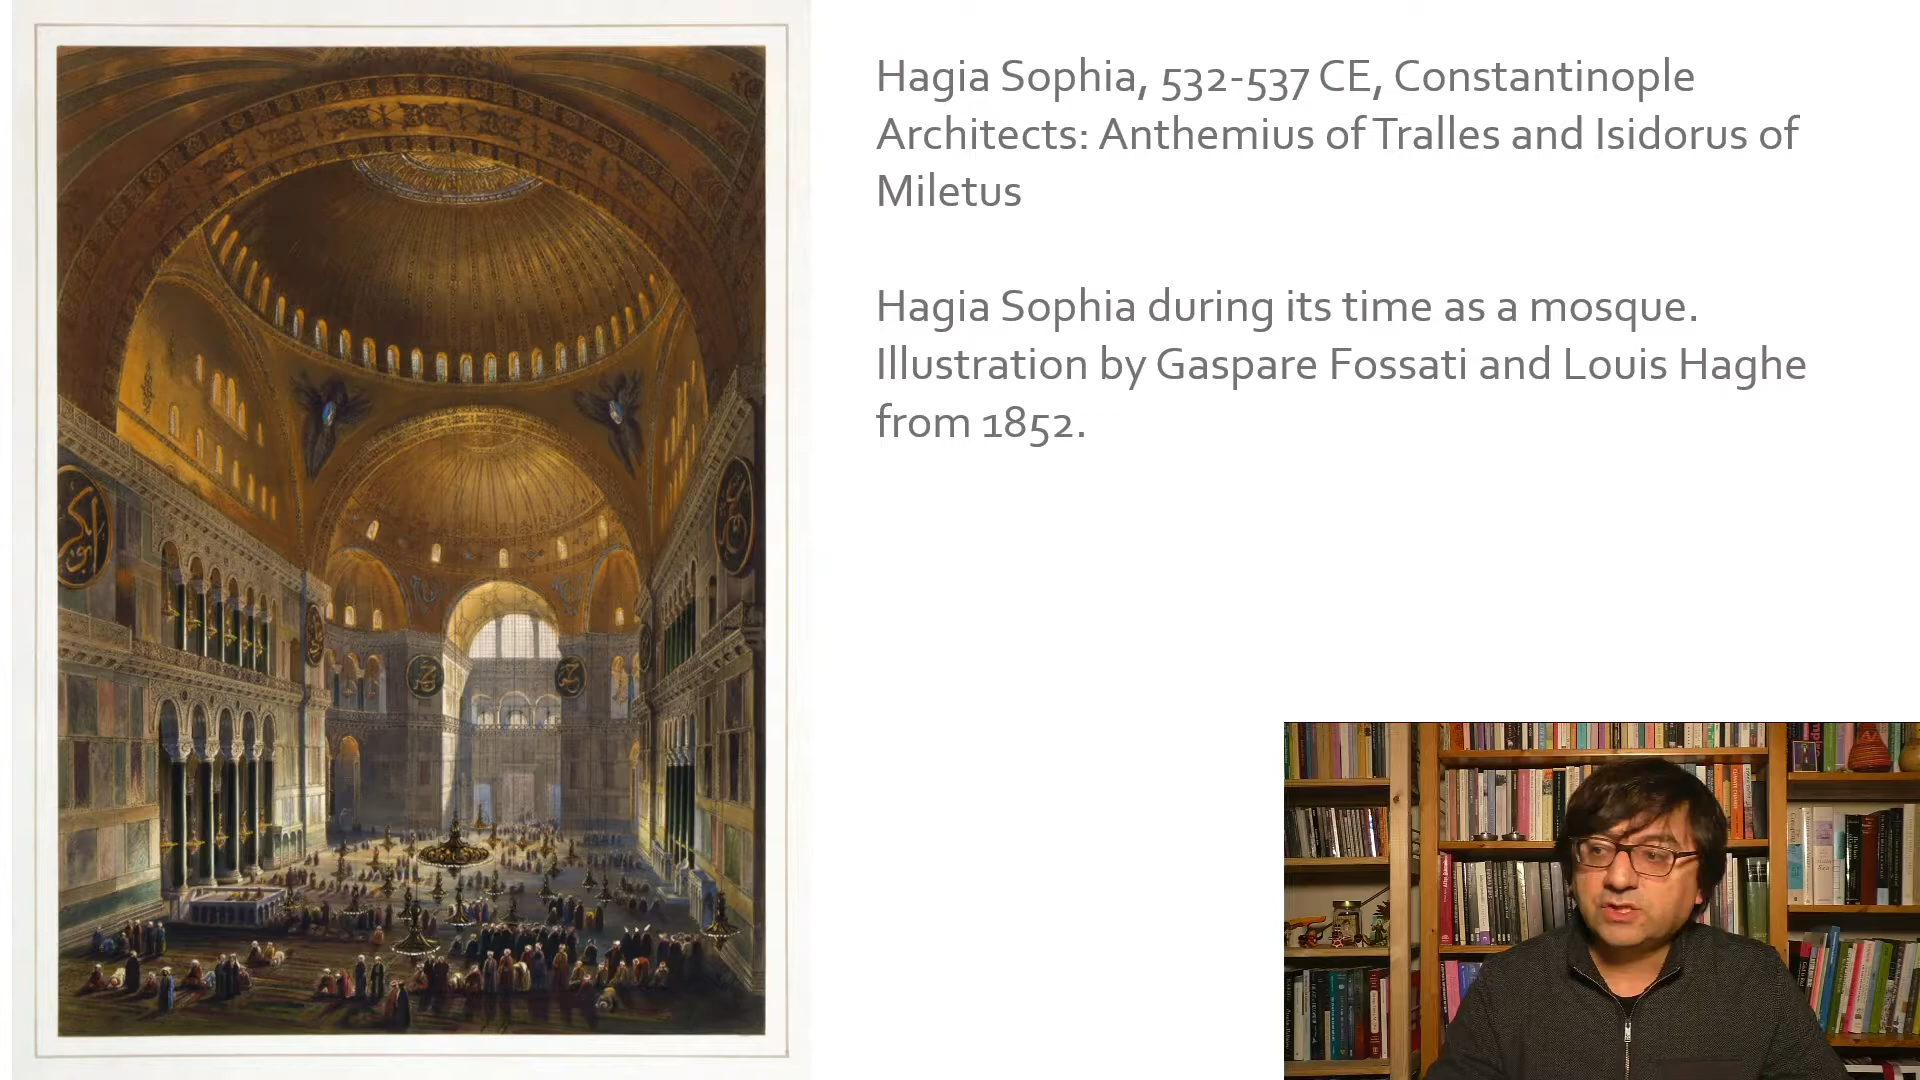 Hagia Sophia, 532-537 CE, Constantinople
Architects: Anthemius of Tralles and Isidorus of
Miletus
Hagia Sophia during its time as a mosque.
Illustration by Gaspare Fossati and Louis Haghe
from 1852.